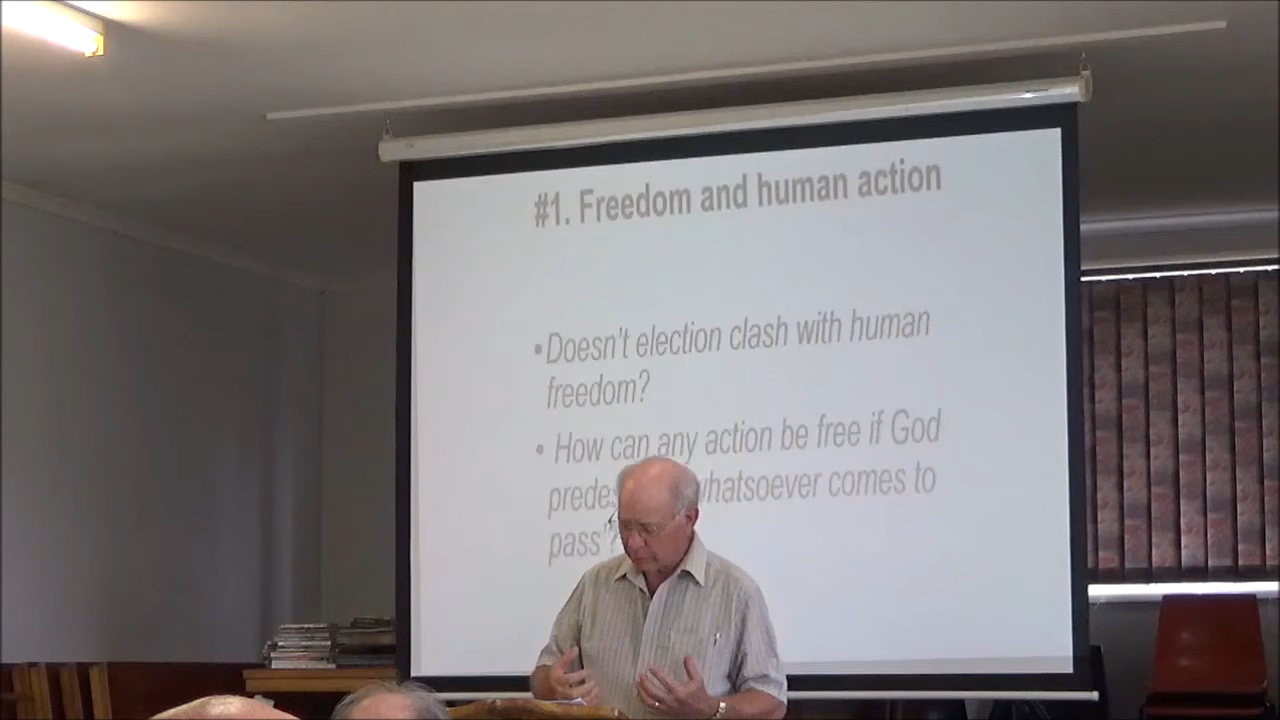 #1. Freedom and human action
•Doesn't election clash with human
freedom?
• How can any action be free if God
whatsoever comes to
pass'?